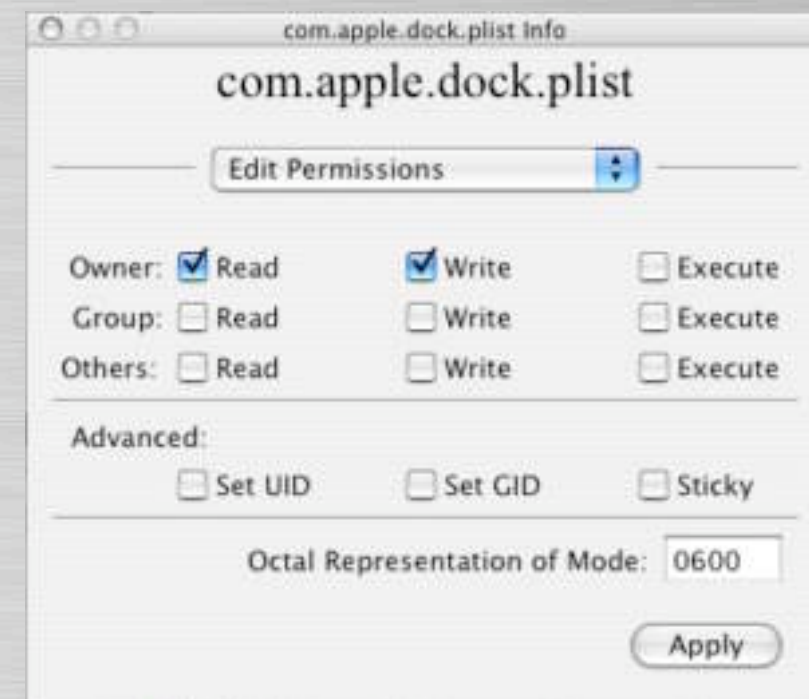 com.apple.dock.plist Info
com.apple.dock.plist
Edit Permissions
Owner: Read Write Execute
Group: Read Write Execute
Others: Read Write Execute
Advanced:
Set UID Set GID Sticky
Octal Representation of Mode: 0600
Apply